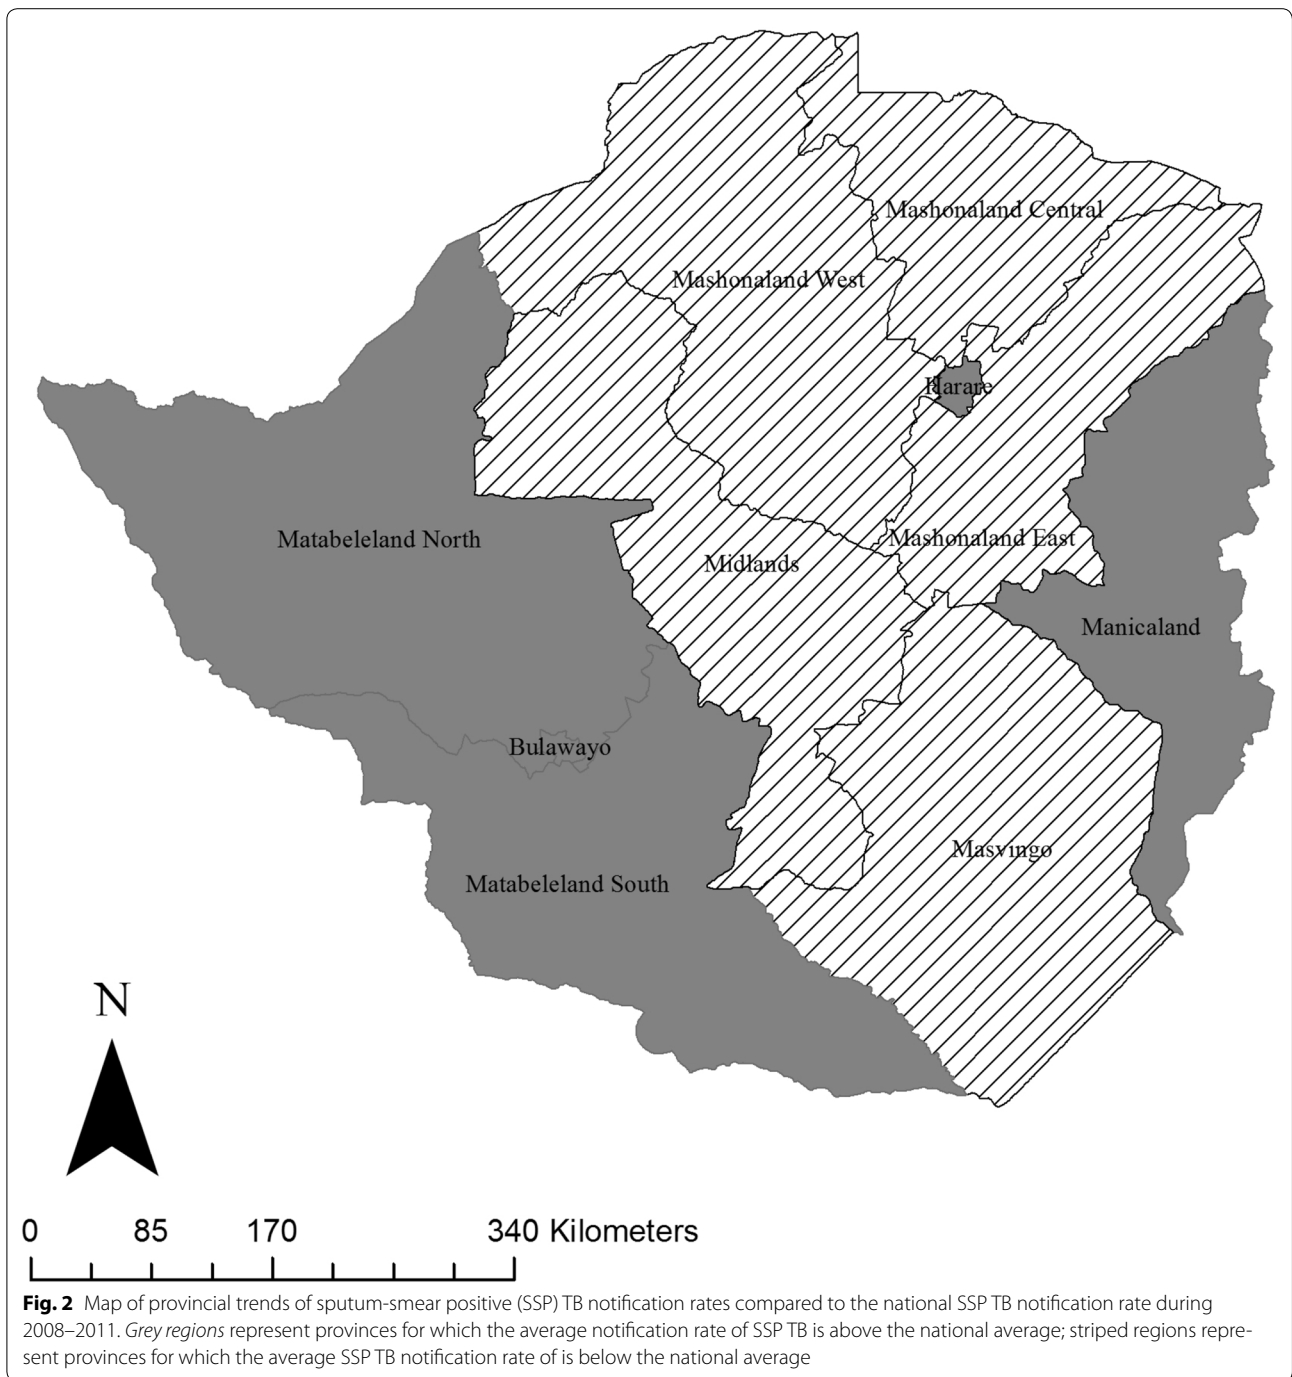 Mashonaland Central
Mashonaland West
Harare
Matabeleland North
Mashonaland East
Midlands
Manicaland
Bulawayo
Masvingo
Matabeleland South
N
0 85 170 340 Kilometers
Fig. 2 Map of provincial trends of sputum-smear positive (SSP) TB notification rates compared to the national SSP TB notification rate during
2008–2011. Grey regions represent provinces for which the average notification rate of SSP TB is above the national average; striped regions repre-
sent provinces for which the average SSP TB notification rate of is below the national average